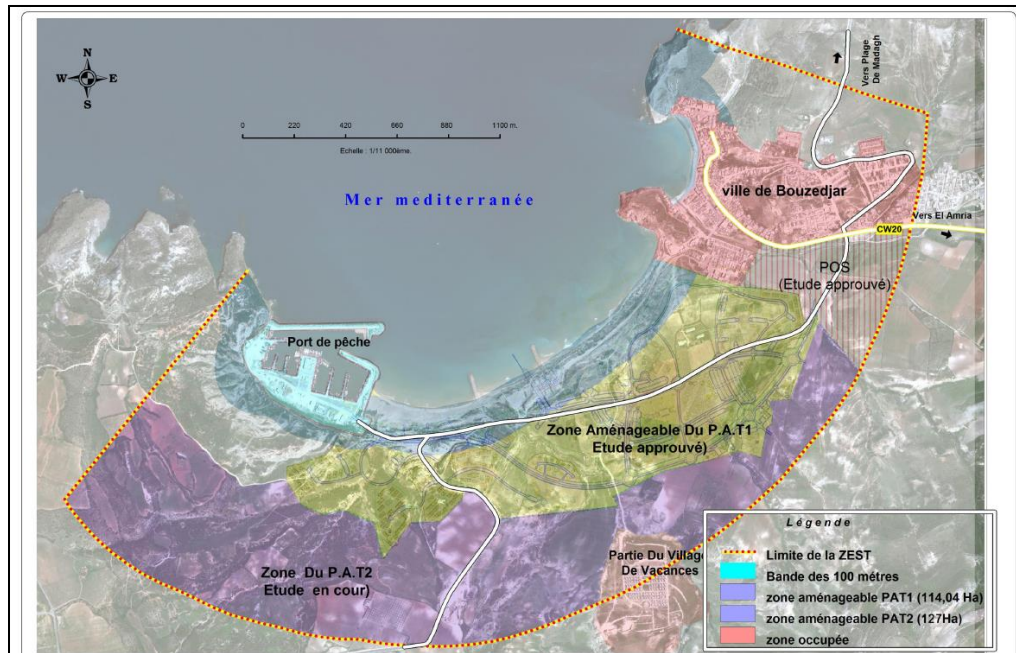 N
W E
S
0 220 420 660 880 1100 m.
Echelle : 1/11 000ème.
Mer mediterranée
Vers Plage
De Madagh
ville de Bouzedjar
Vers El Amria
CW20
POS
(Etude approuvé)
Port de pêche
Zone Aménageable Du P.A.T1
Etude approuvé)
Zone Du P.A.T2
Etude en cour)
Partie Du Village
De Vacances
Légende
Limite de la ZEST
Bande des 100 métres
zone aménageable PAT1 (114,04 Ha)
zone aménageable PAT2 (127Ha)
zone occupée